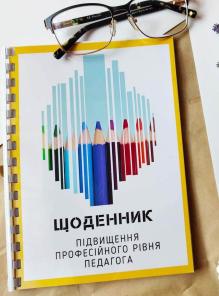 ЩОДЕННИК
ПІДВИЩЕННЯ
ПРОФЕСІЙНОГО РІВНЯ
ПЕДАГОГА